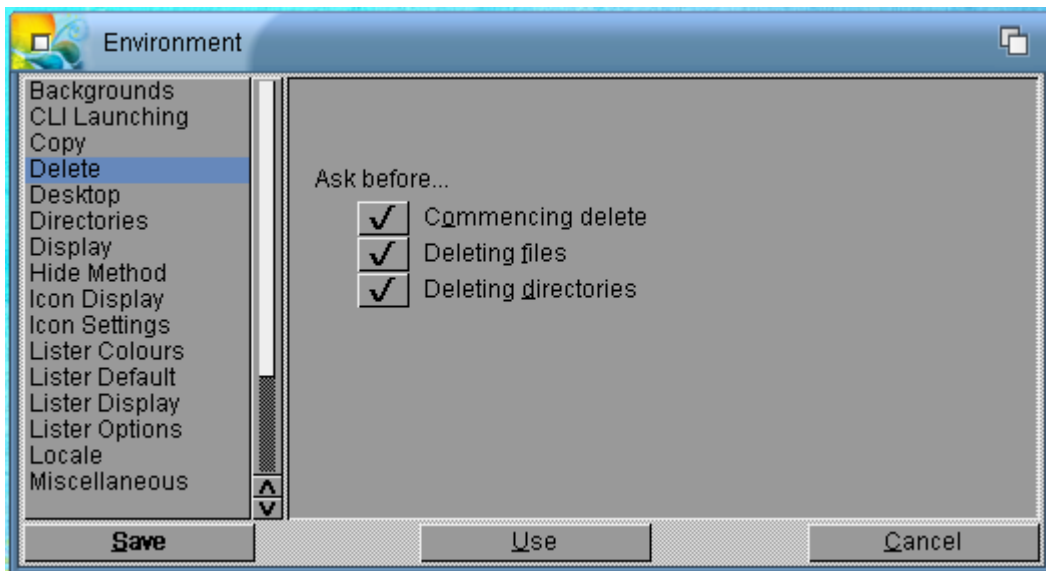 Environment
Backgrounds
CLI Launching
Copy
Delete
Desktop
Directories
Display
Hide Method
Icon Display
Icon Settings
Lister Colours
Lister Default
Lister Display
Lister Options
Locale
Miscellaneous
Ask before...
Commencing delete
Deleting files
Deleting directories
Save
Use
Cancel